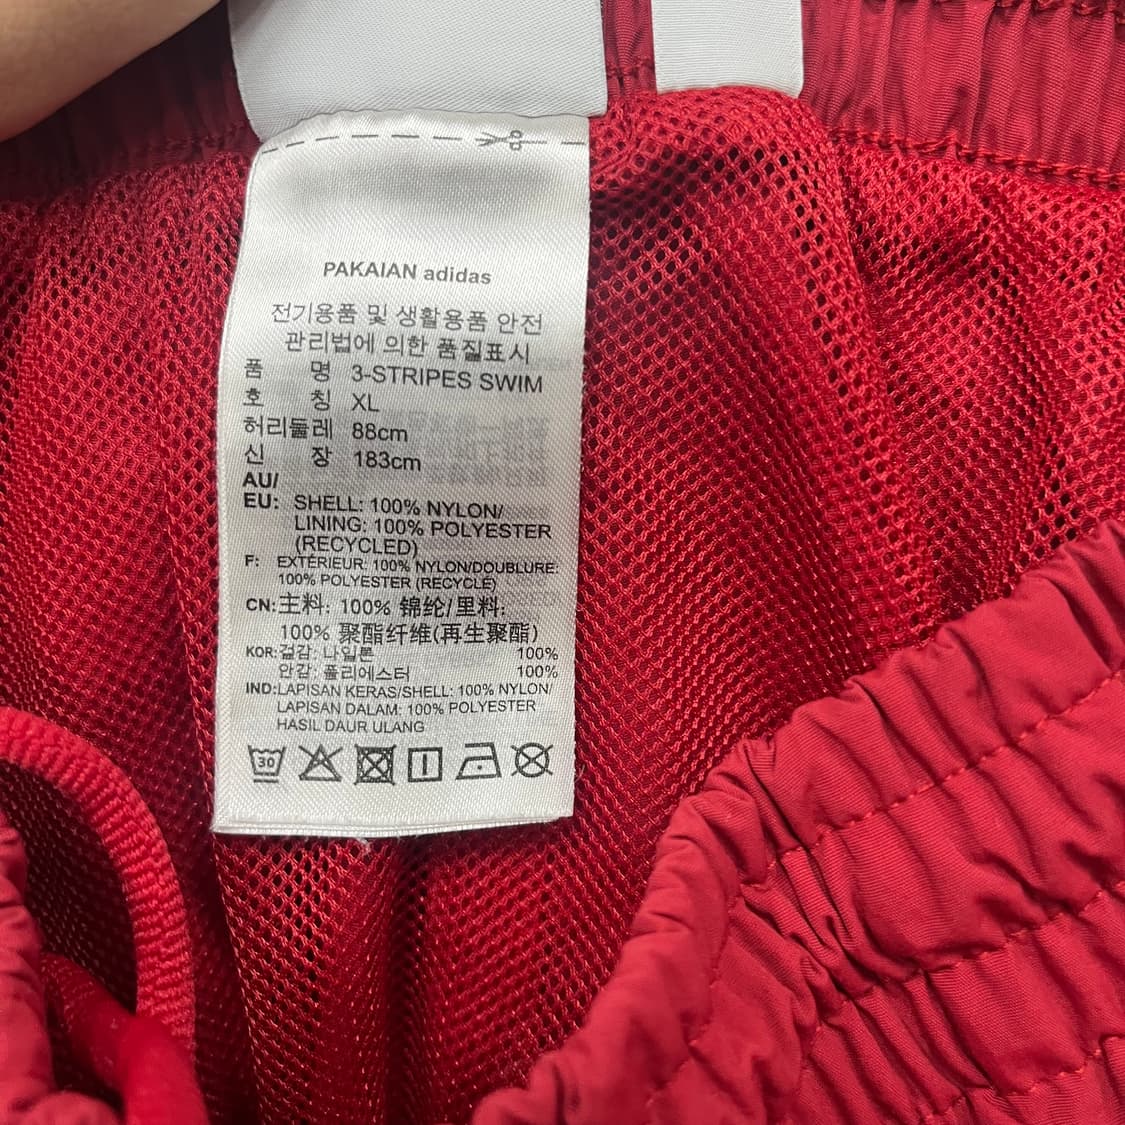 PAKAIAN adidas
전기용품 및 생활용품 안전
관리법에 의한 품질표시
품 명 3-STRIPES SWIM
호 칭 XL
허리둘레 88cm
신 장 183cm
AU/
EU: SHELL: 100% NYLON/
LINING: 100% POLYESTER
(RECYCLED)
F: EXTÉRIEUR: 100% NYLON/DOUBLURE:
100% POLYESTER (RECYCLÉ)
CN: 主料: 100% 锦纶/里料:
100% 聚酯纤维(再生聚酯)
KOR: 겉감: 나일론 100%
안감: 폴리에스터 100%
IND: LAPISAN KERAS/SHELL: 100% NYLON/
LAPISAN DALAM: 100% POLYESTER
HASIL DAUR ULANG
30